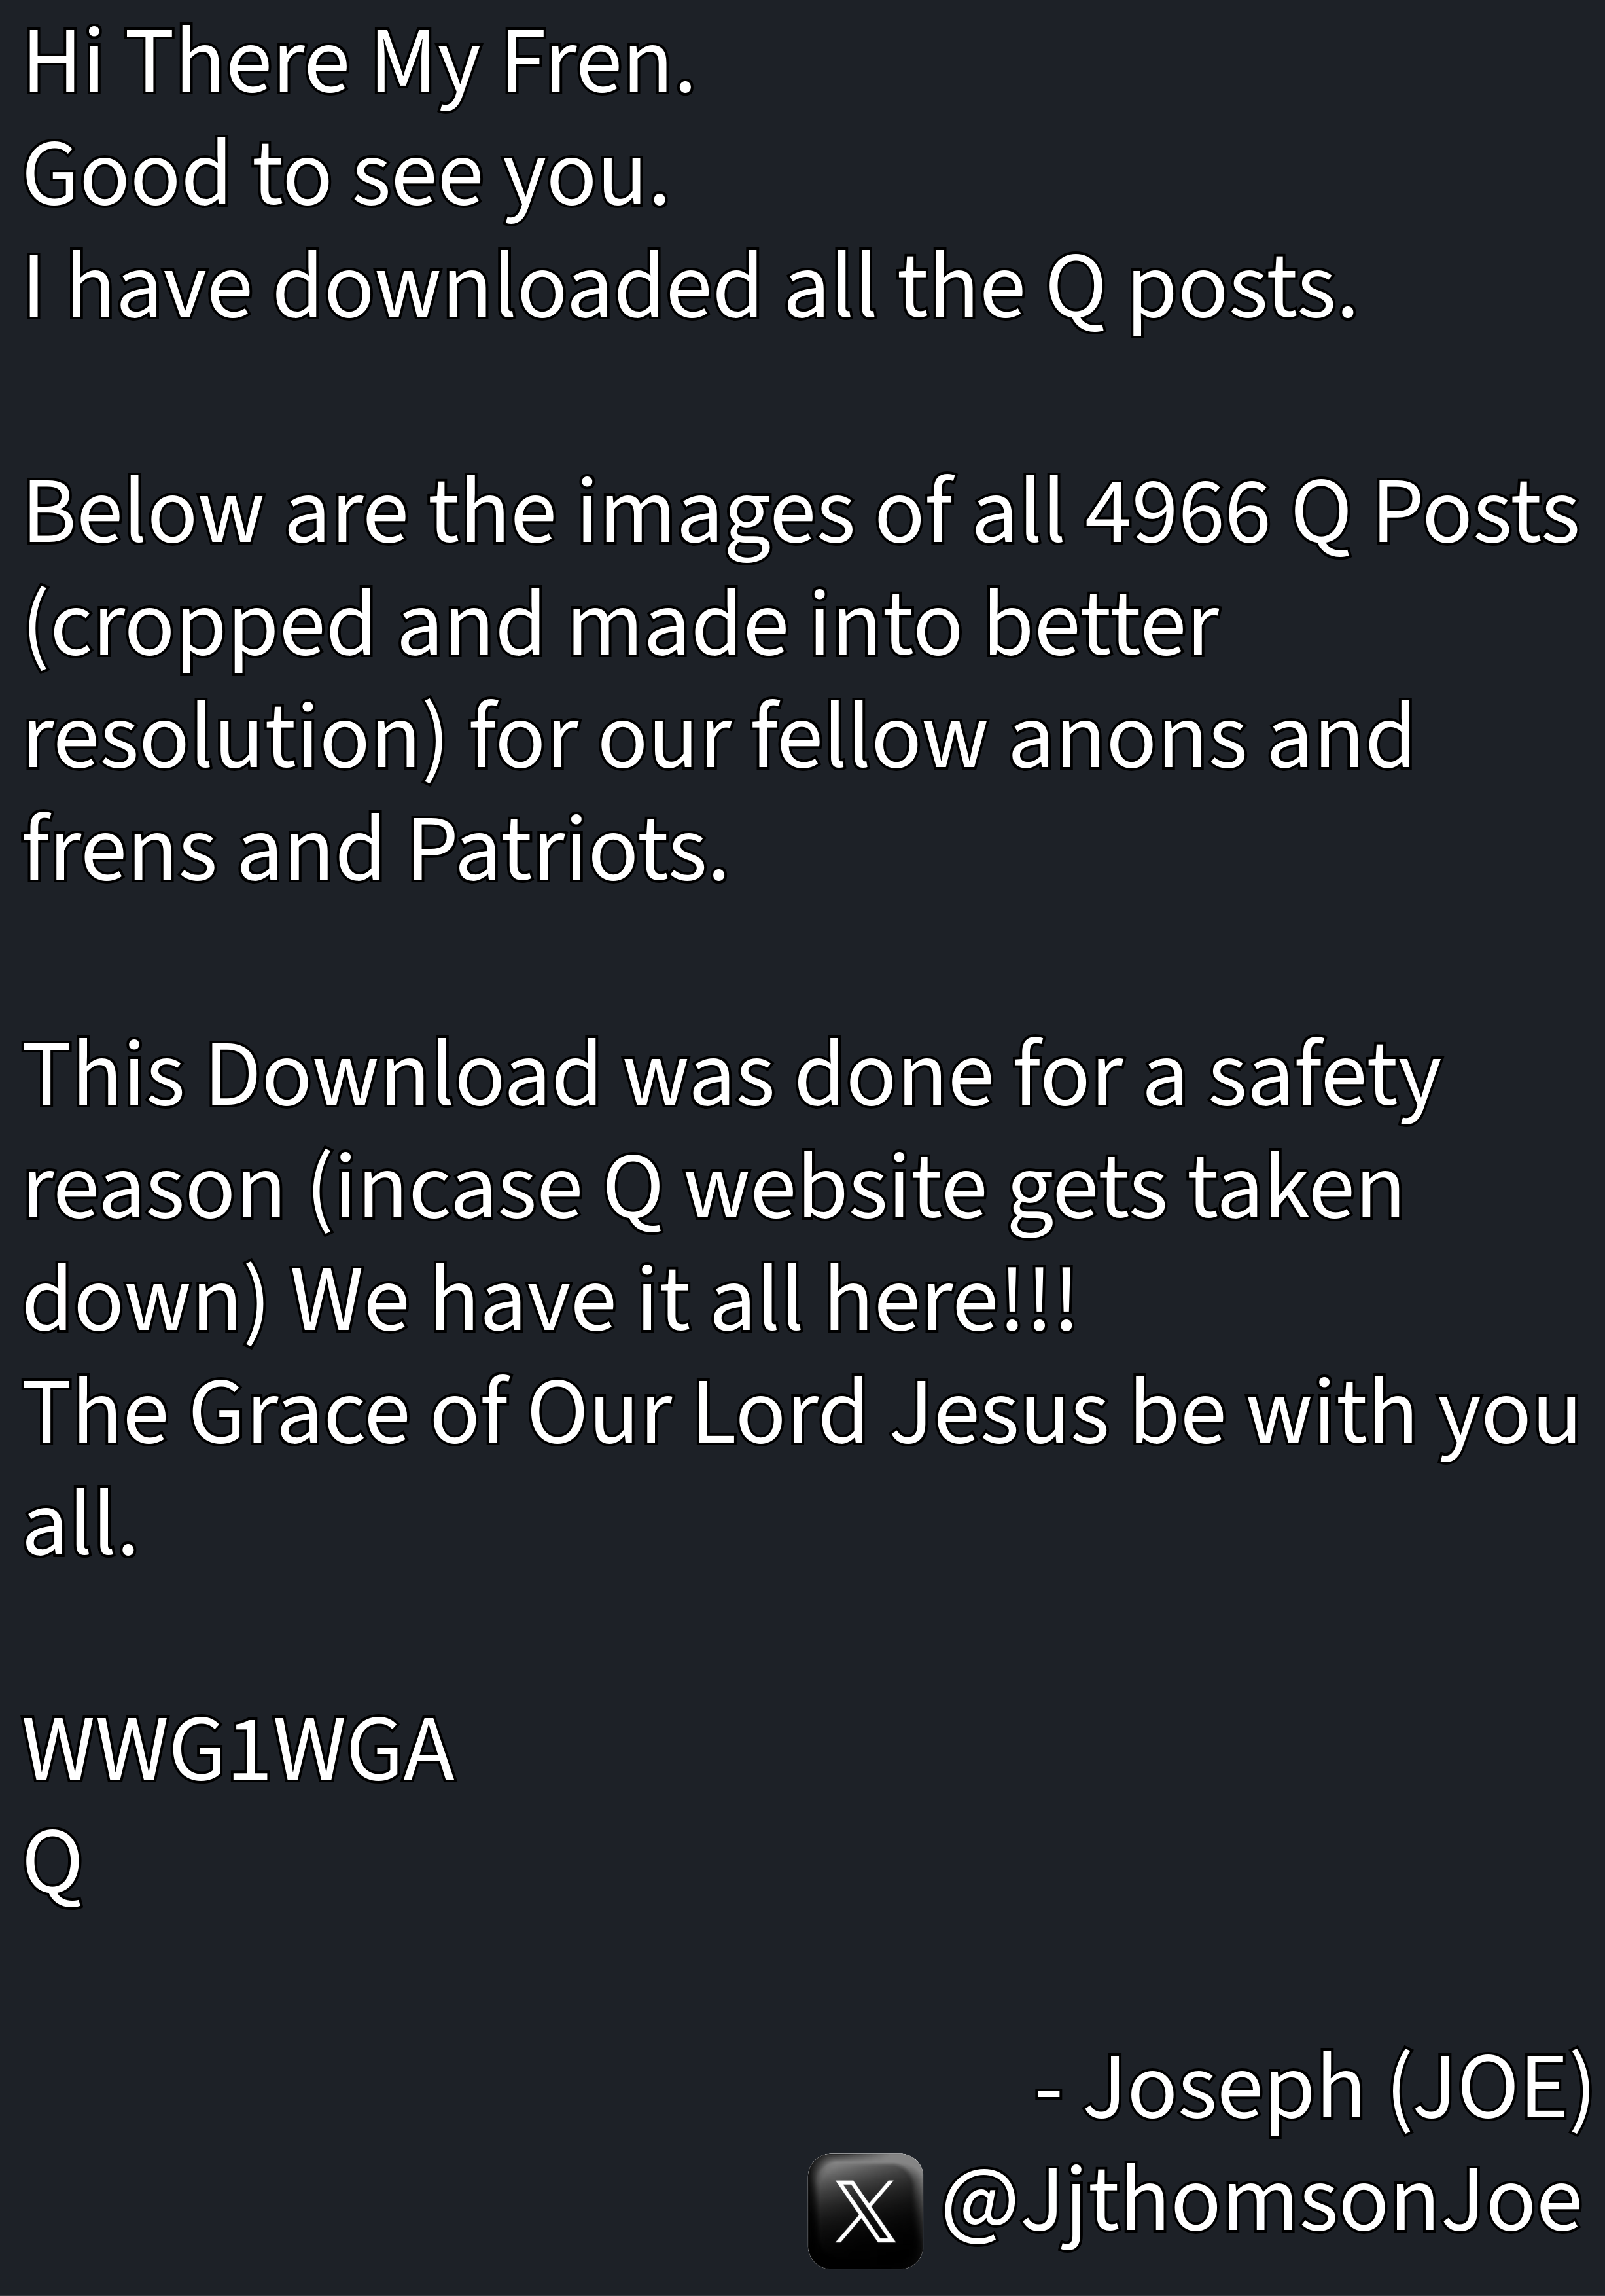 Hi There My Fren.
Good to see you.
I have downloaded all the Q posts.
Below are the images of all 4966 Q Posts
(cropped and made into better
resolution) for our fellow anons and
frens and Patriots.
This Download was done for a safety
reason (incase Q website gets taken
down) We have it all here!!!
The Grace of Our Lord Jesus be with you
all.
WWG1WGA
Q
- Joseph (JOE)
@JjthomsonJoe